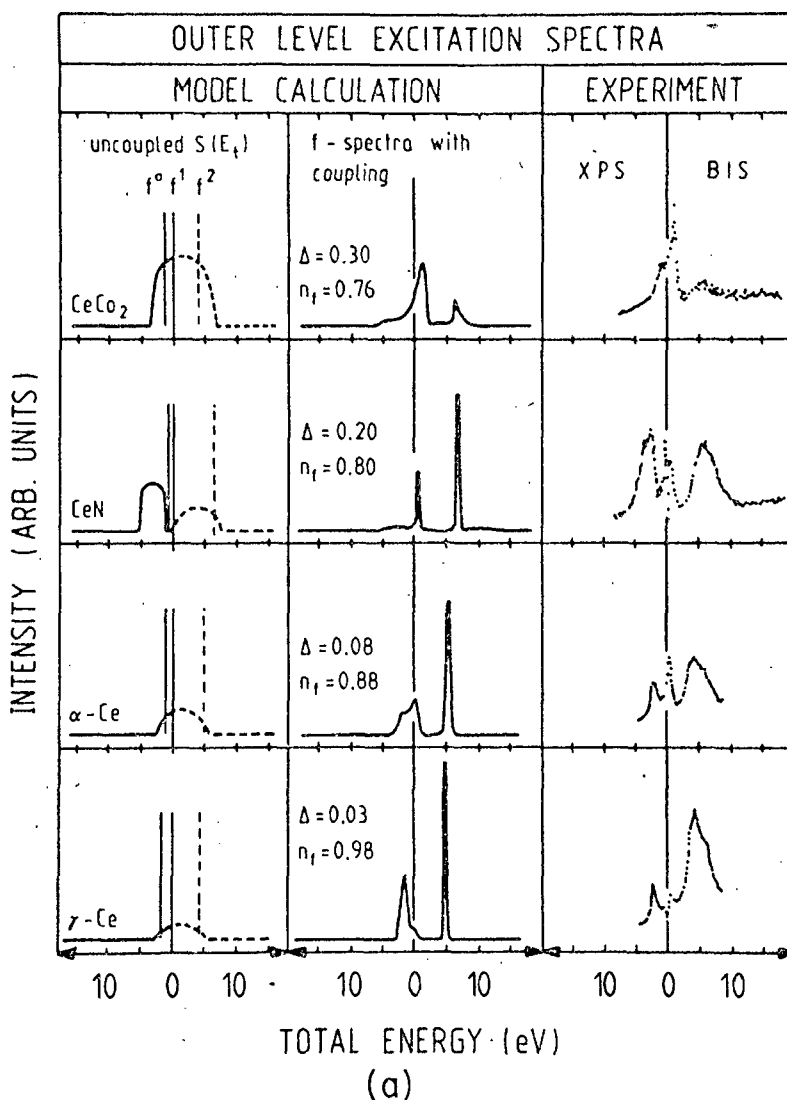 OUTER LEVEL EXCITATION SPECTRA
MODEL CALCULATION
EXPERIMENT
uncoupled S(E_t)
f° f¹ f²
f-spectra with
coupling
XPS
BIS
CeCo₂
Δ = 0.30
n_f = 0.76
CeN
Δ = 0.20
n_f = 0.80
α-Ce
Δ = 0.08
n_f = 0.88
γ-Ce
Δ = 0.03
n_f = 0.98
INTENSITY (ARB. UNITS)
10 0 10 10 0 10 10 0 10
TOTAL ENERGY (eV)
(a)